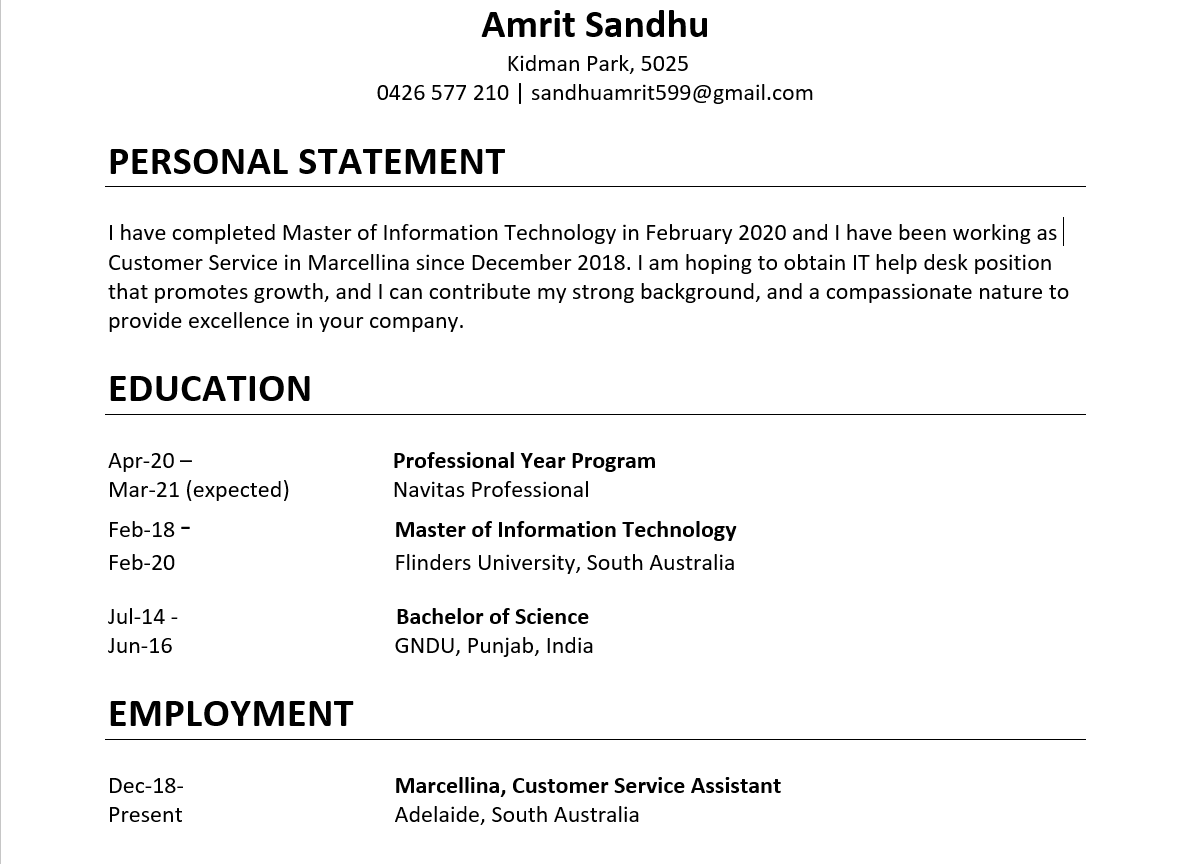 Amrit Sandhu
Kidman Park, 5025
0426 577 210 | sandhuamrit599@gmail.com
PERSONAL STATEMENT
I have completed Master of Information Technology in February 2020 and I have been working as
Customer Service in Marcellina since December 2018. I am hoping to obtain IT help desk position
that promotes growth, and I can contribute my strong background, and a compassionate nature to
provide excellence in your company.
EDUCATION
Apr-20 – Professional Year Program
Mar-21 (expected) Navitas Professional
Feb-18 – Master of Information Technology
Feb-20 Flinders University, South Australia
Jul-14 - Bachelor of Science
Jun-16 GNDU, Punjab, India
EMPLOYMENT
Dec-18- Marcellina, Customer Service Assistant
Present Adelaide, South Australia